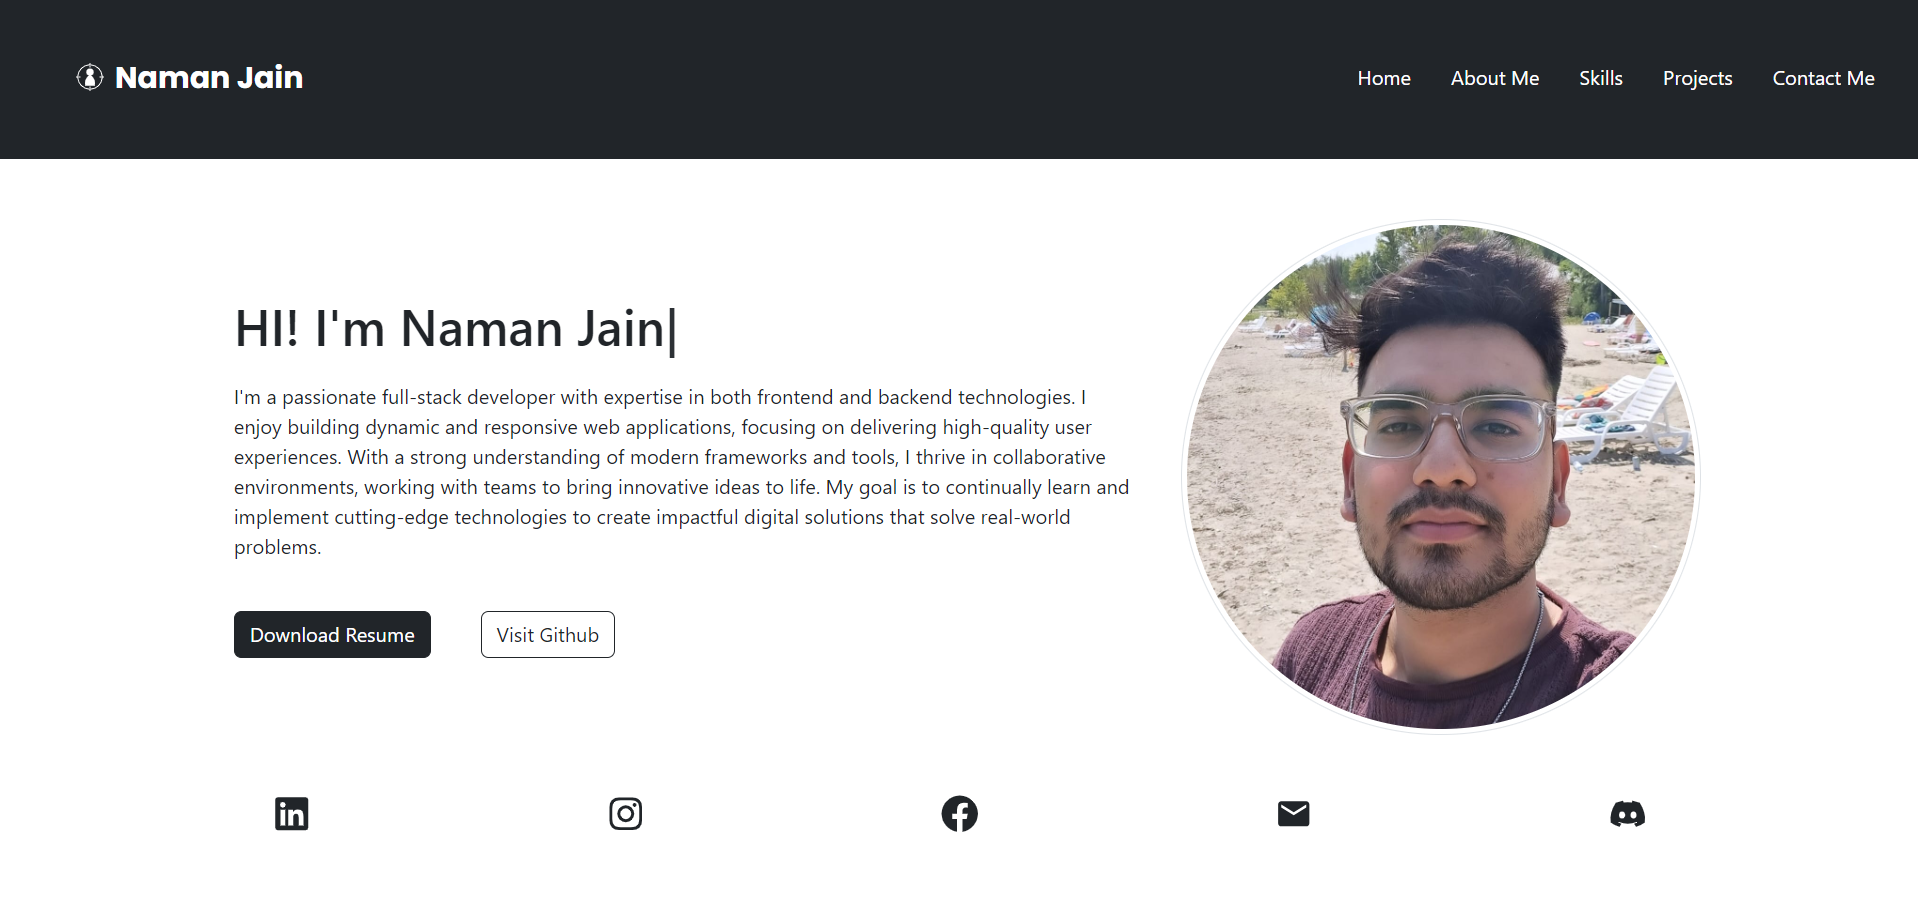 Naman Jain
Home
About Me
Skills
Projects
Contact Me
HI! I'm Naman Jain|
I'm a passionate full-stack developer with expertise in both frontend and backend technologies. I
enjoy building dynamic and responsive web applications, focusing on delivering high-quality user
experiences. With a strong understanding of modern frameworks and tools, I thrive in collaborative
environments, working with teams to bring innovative ideas to life. My goal is to continually learn and
implement cutting-edge technologies to create impactful digital solutions that solve real-world
problems.
Download Resume
Visit Github